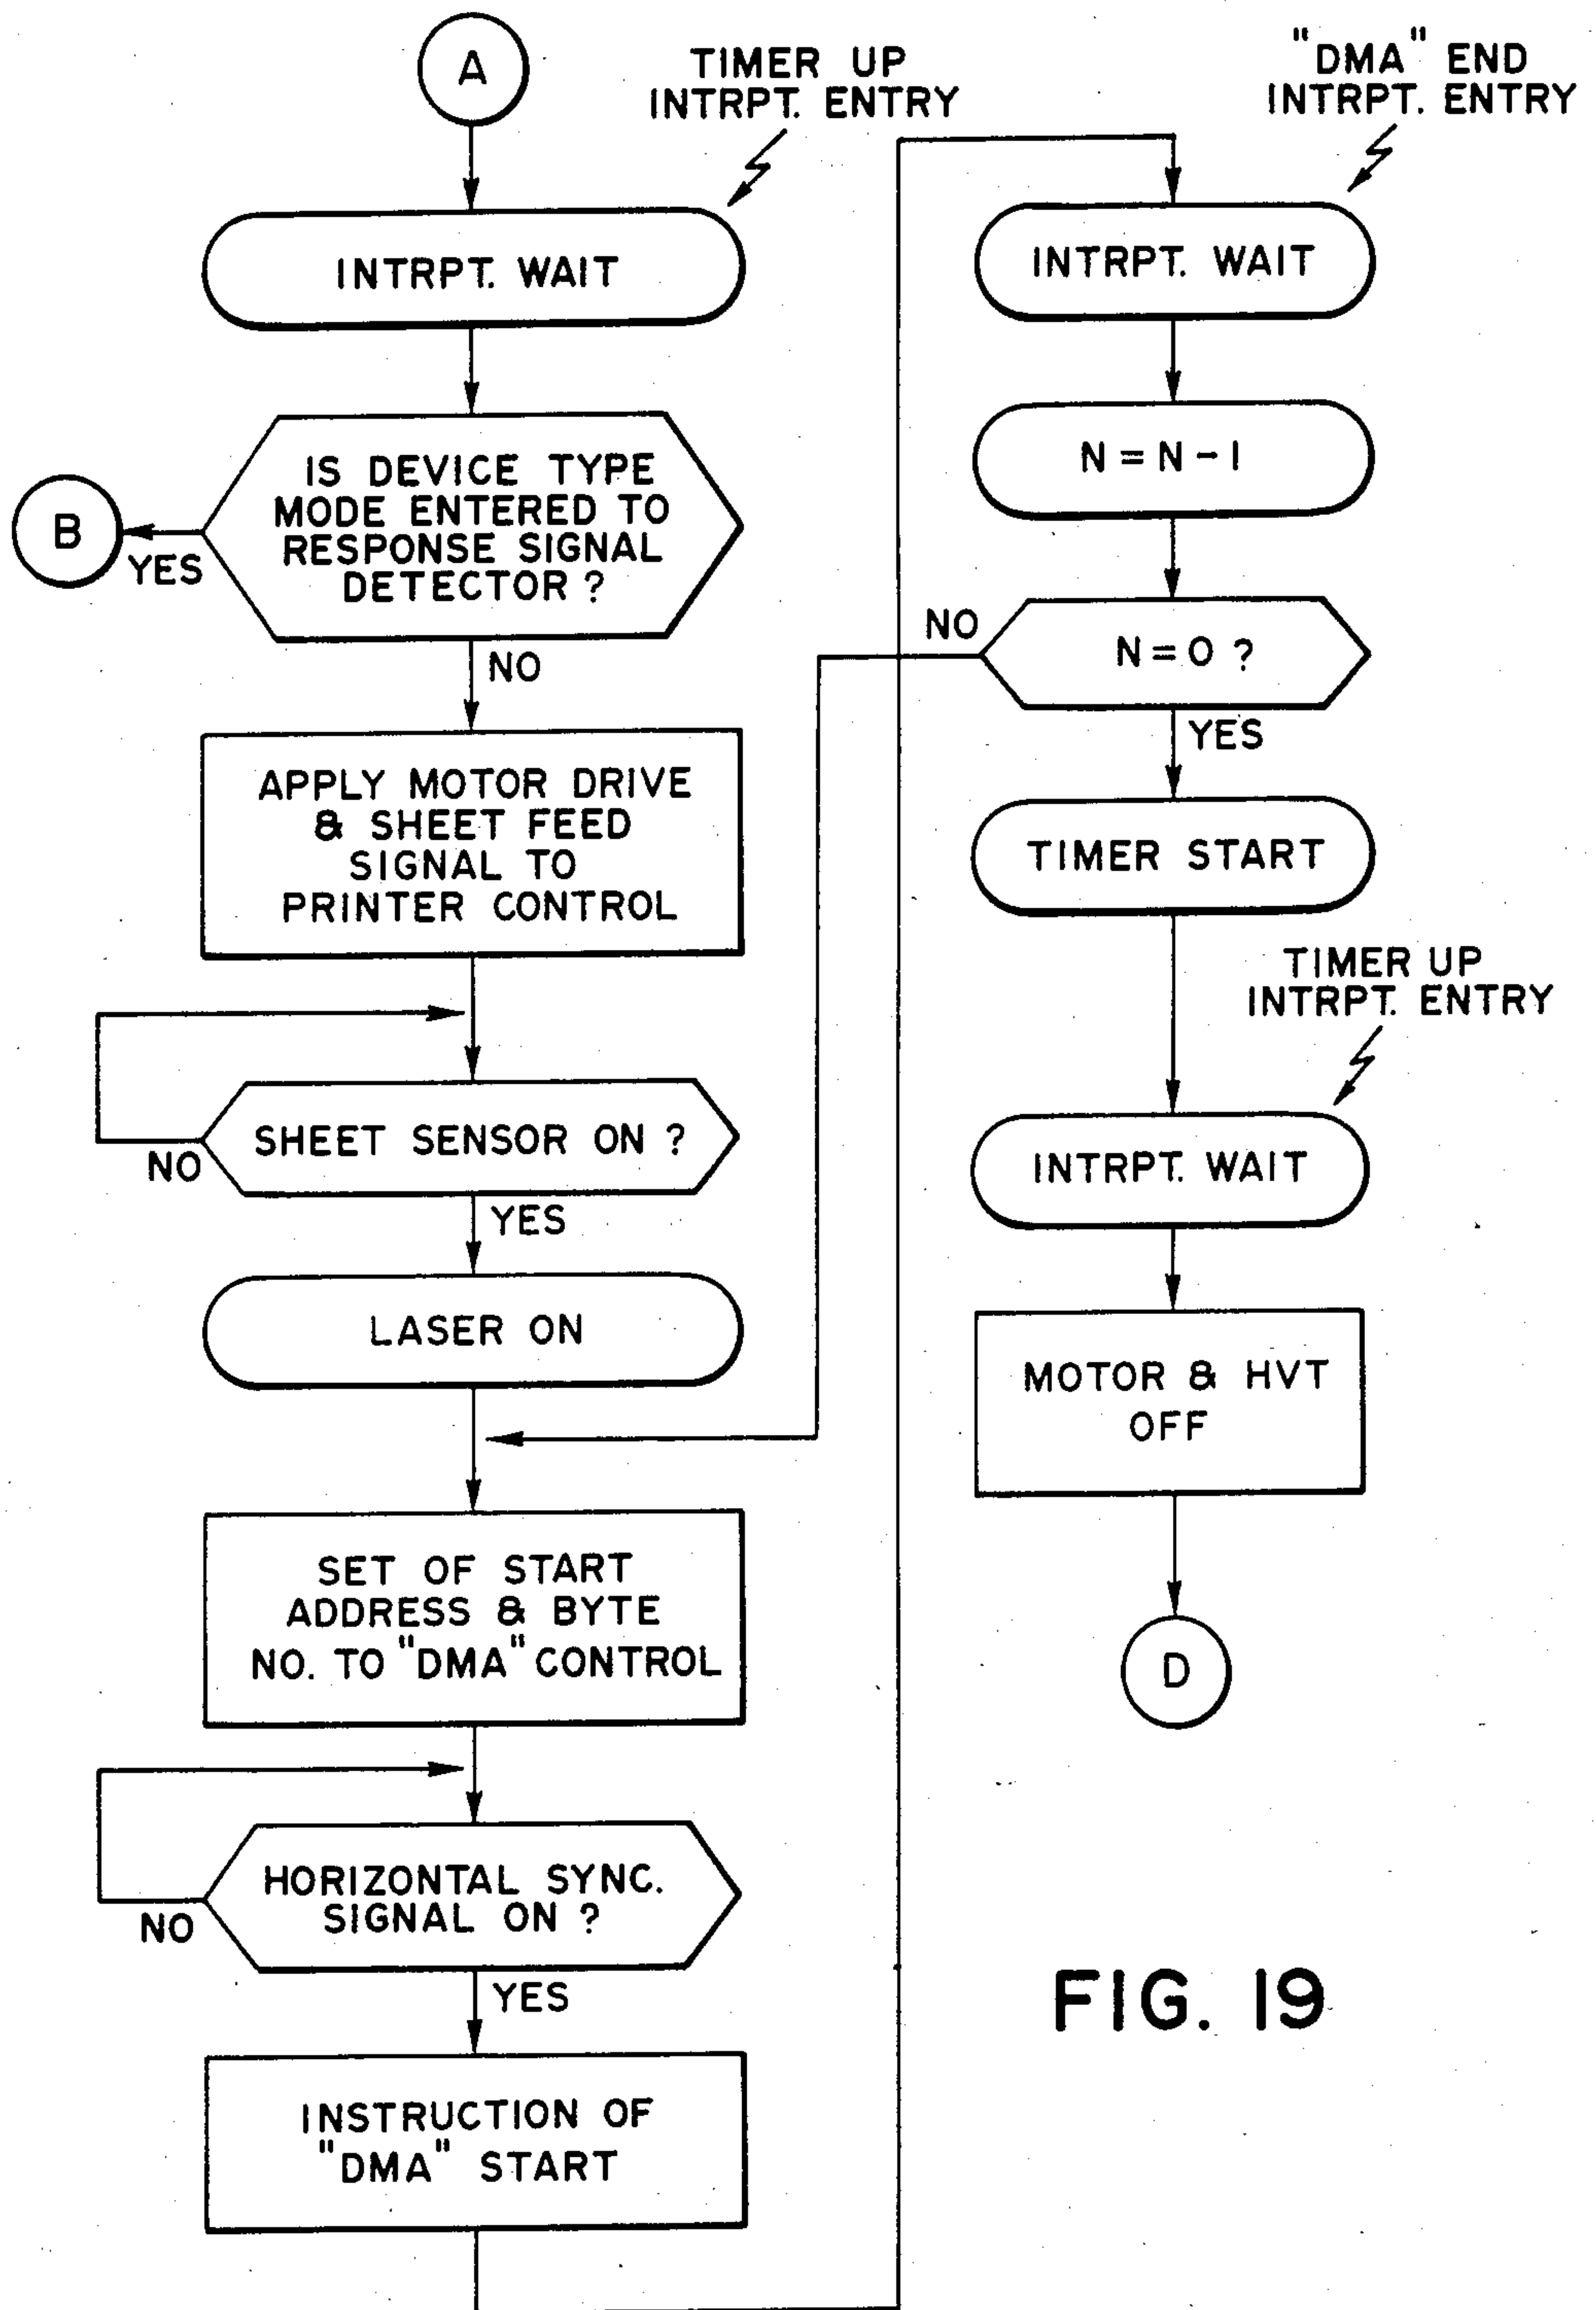 A
TIMER UP
INTRPT. ENTRY
INTRPT. WAIT
IS DEVICE TYPE
MODE ENTERED TO
RESPONSE SIGNAL
DETECTOR ?
B
YES
NO
APPLY MOTOR DRIVE
& SHEET FEED
SIGNAL TO
PRINTER CONTROL
SHEET SENSOR ON ?
NO
YES
LASER ON
SET OF START
ADDRESS & BYTE
NO. TO "DMA" CONTROL
HORIZONTAL SYNC.
SIGNAL ON ?
NO
YES
INSTRUCTION OF
"DMA" START
"DMA" END
INTRPT. ENTRY
INTRPT. WAIT
N = N - 1
NO
N = 0 ?
YES
TIMER START
TIMER UP
INTRPT. ENTRY
INTRPT. WAIT
MOTOR & HVT
OFF
D
FIG. 19